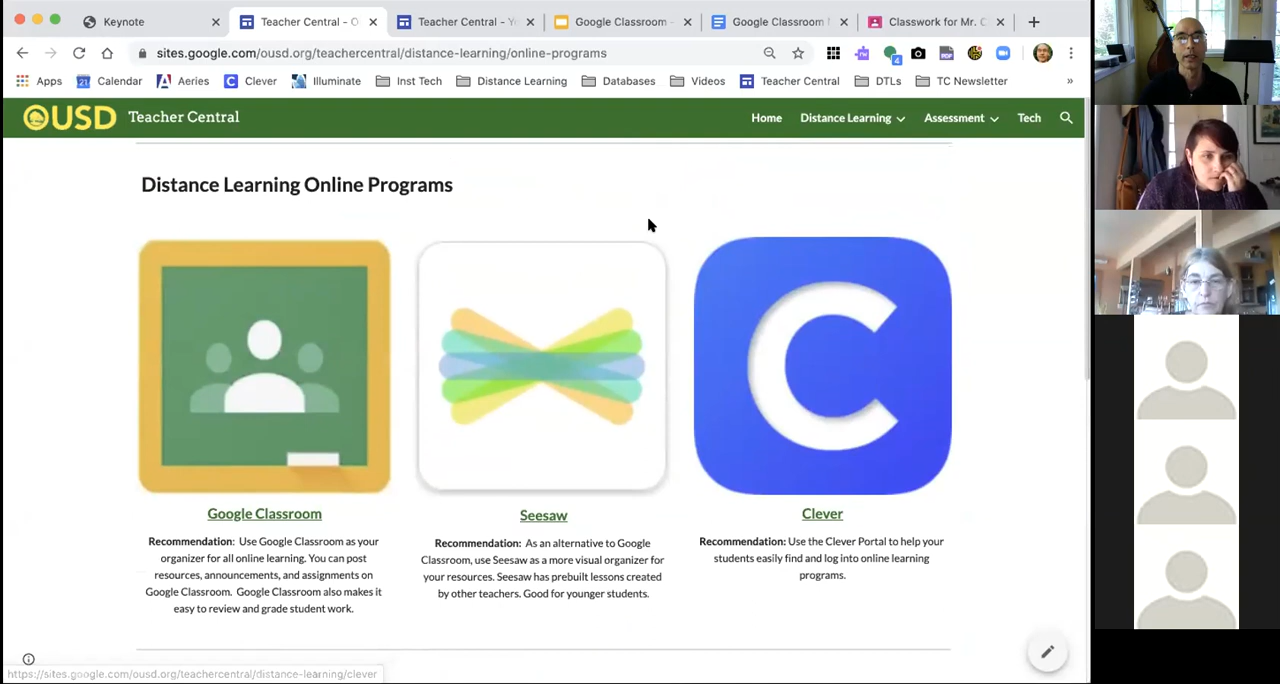 Keynote
Teacher Central - O
Teacher Central - Y
Google Classroom -
Google Classroom
Classwork for Mr. C
sites.google.com/ousd.org/teachercentral/distance-learning/online-programs
4
PDF
Apps
Calendar
Aeries
Clever
Illuminate
Inst Tech
Distance Learning
Databases
Videos
Teacher Central
DTLs
TC Newsletter
»
OUSD
Teacher Central
Home
Distance Learning
Assessment
Tech
Distance Learning Online Programs
C
Google Classroom
Recommendation: Use Google Classroom as your
organizer for all online learning. You can post
resources, announcements, and assignments on
Google Classroom. Google Classroom also makes it
easy to review and grade student work.
Seesaw
Recommendation: As an alternative to Google
Classroom, use Seesaw as a more visual organizer for
your resources. Seesaw has prebuilt lessons created
by other teachers. Good for younger students.
Clever
Recommendation: Use the Clever Portal to help your
students easily find and log into online learning
programs.
https://sites.google.com/ousd.org/teachercentral/distance-learning/clever